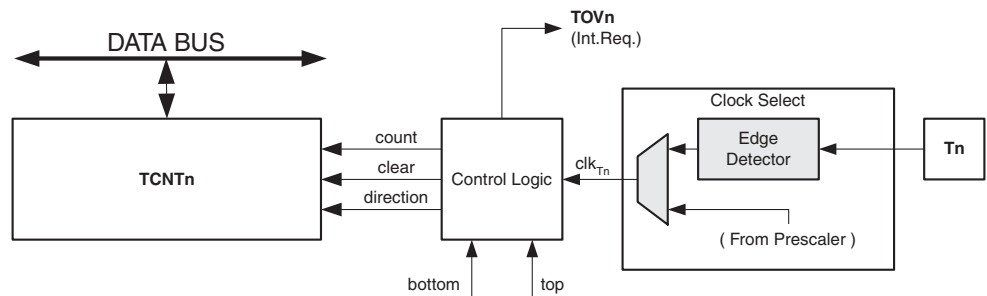 TOVn
(Int.Req.)
DATA BUS
Clock Select
count
Edge
Detector
Tn
TCNTn
clear
Control Logic
clkTn
direction
( From Prescaler )
bottom
top